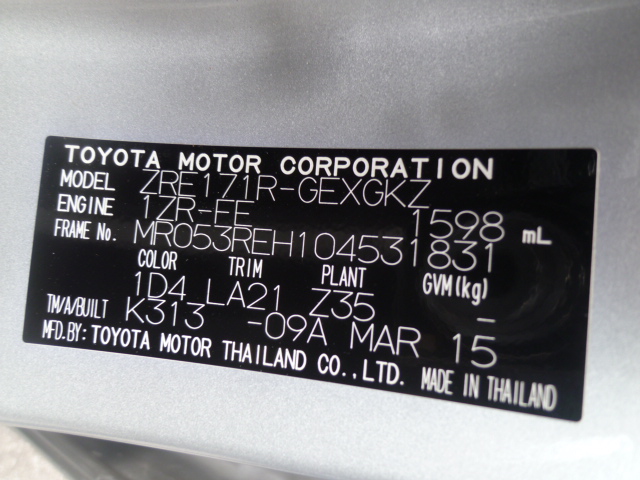 TOYOTA MOTOR CORPORATION
MODEL ZRE171R-GEXGKZ
ENGINE 1ZR-FE 1598 mL
FRAME No. MR053REH104531831
COLOR TRIM PLANT GVM(kg)
1D4 LA21 Z35 -
TM/A/BUILT K313 -09A MAR 15
MFD.BY: TOYOTA MOTOR THAILAND CO.,LTD. MADE IN THAILAND